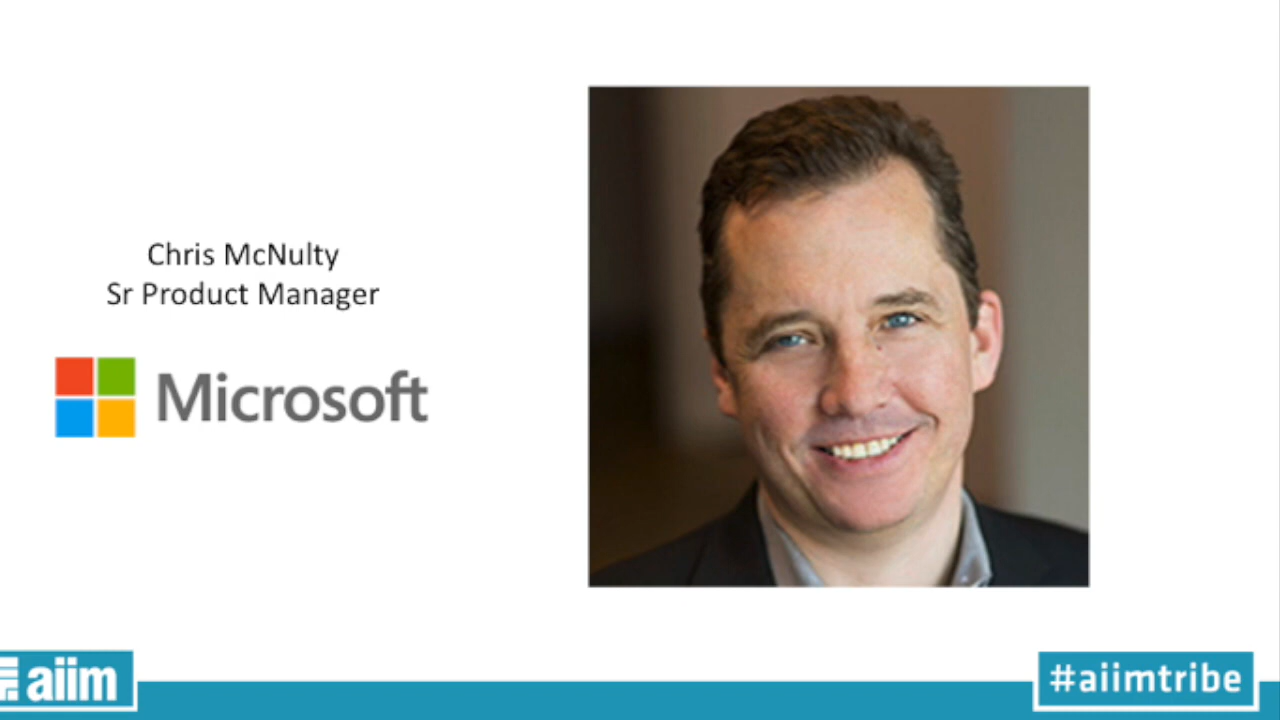 Chris McNulty
Sr Product Manager
Microsoft
aiim
#aiimtribe